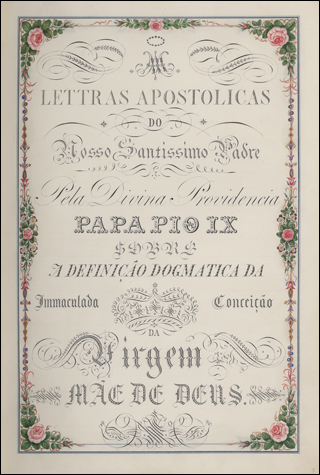 LETTRAS APOSTOLICAS
DO
Nosso Santissimo Padre
Pela Divina Providencia
PAPA PIO IX
SOBRE
A DEFINIÇÃO DOGMATICA DA
Immaculada Conceição
DA
Virgem
MÃE DE DEUS.